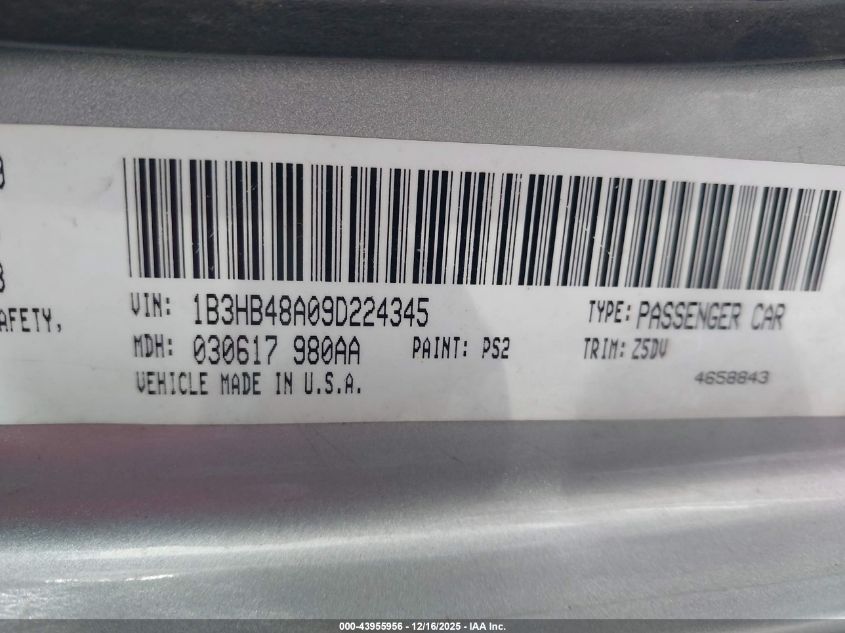 AFETY,
VIN: 1B3HB48A09D224345
TYPE: PASSENGER CAR
MDH: 030617 980AA
PAINT: PS2
TRIM: Z5DV
VEHICLE MADE IN U.S.A.
4658843
000-43955956 - 12/16/2025 - IAA Inc.